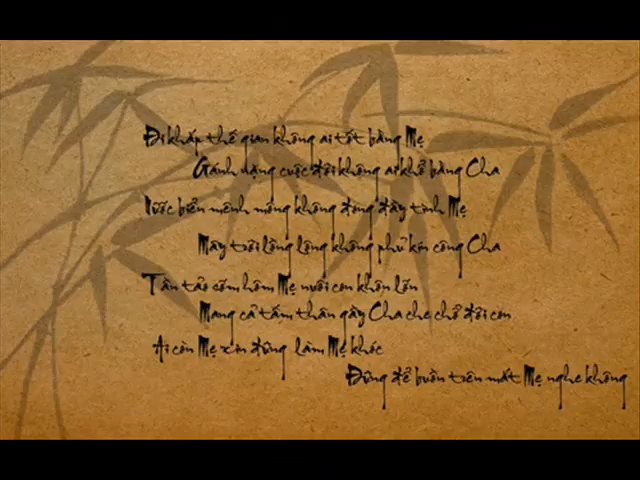 Đi khắp thế gian không ai tốt bằng Mẹ
Gánh nặng cuộc đời không ai khổ bằng Cha
Nước biển mênh mông không đong đầy tình Mẹ
Mây trời lồng lộng không phủ kín công Cha
Tần tảo sớm hôm Mẹ nuôi con khôn lớn
Mang cả tấm thân gầy Cha che chở đời con
Ai còn Mẹ xin đừng làm Mẹ khóc
Đừng để buồn lên mắt Mẹ nghe không